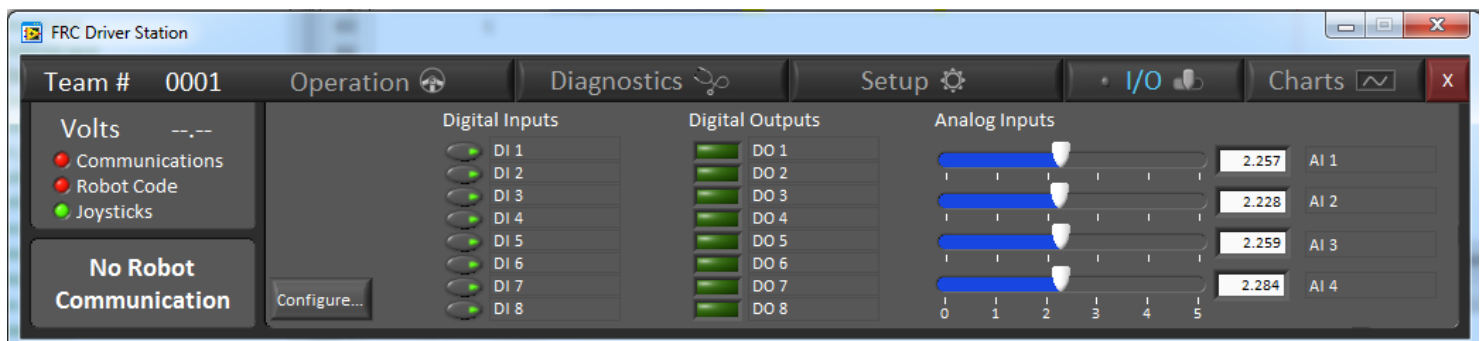 FRC Driver Station
Team # 0001 Operation Diagnostics Setup I/O Charts X
Volts --.--
Communications
Robot Code
Joysticks
No Robot
Communication
Configure...
Digital Inputs
DI 1
DI 2
DI 3
DI 4
DI 5
DI 6
DI 7
DI 8
Digital Outputs
DO 1
DO 2
DO 3
DO 4
DO 5
DO 6
DO 7
DO 8
Analog Inputs
2.257 AI 1
2.228 AI 2
2.259 AI 3
2.284 AI 4
0 1 2 3 4 5